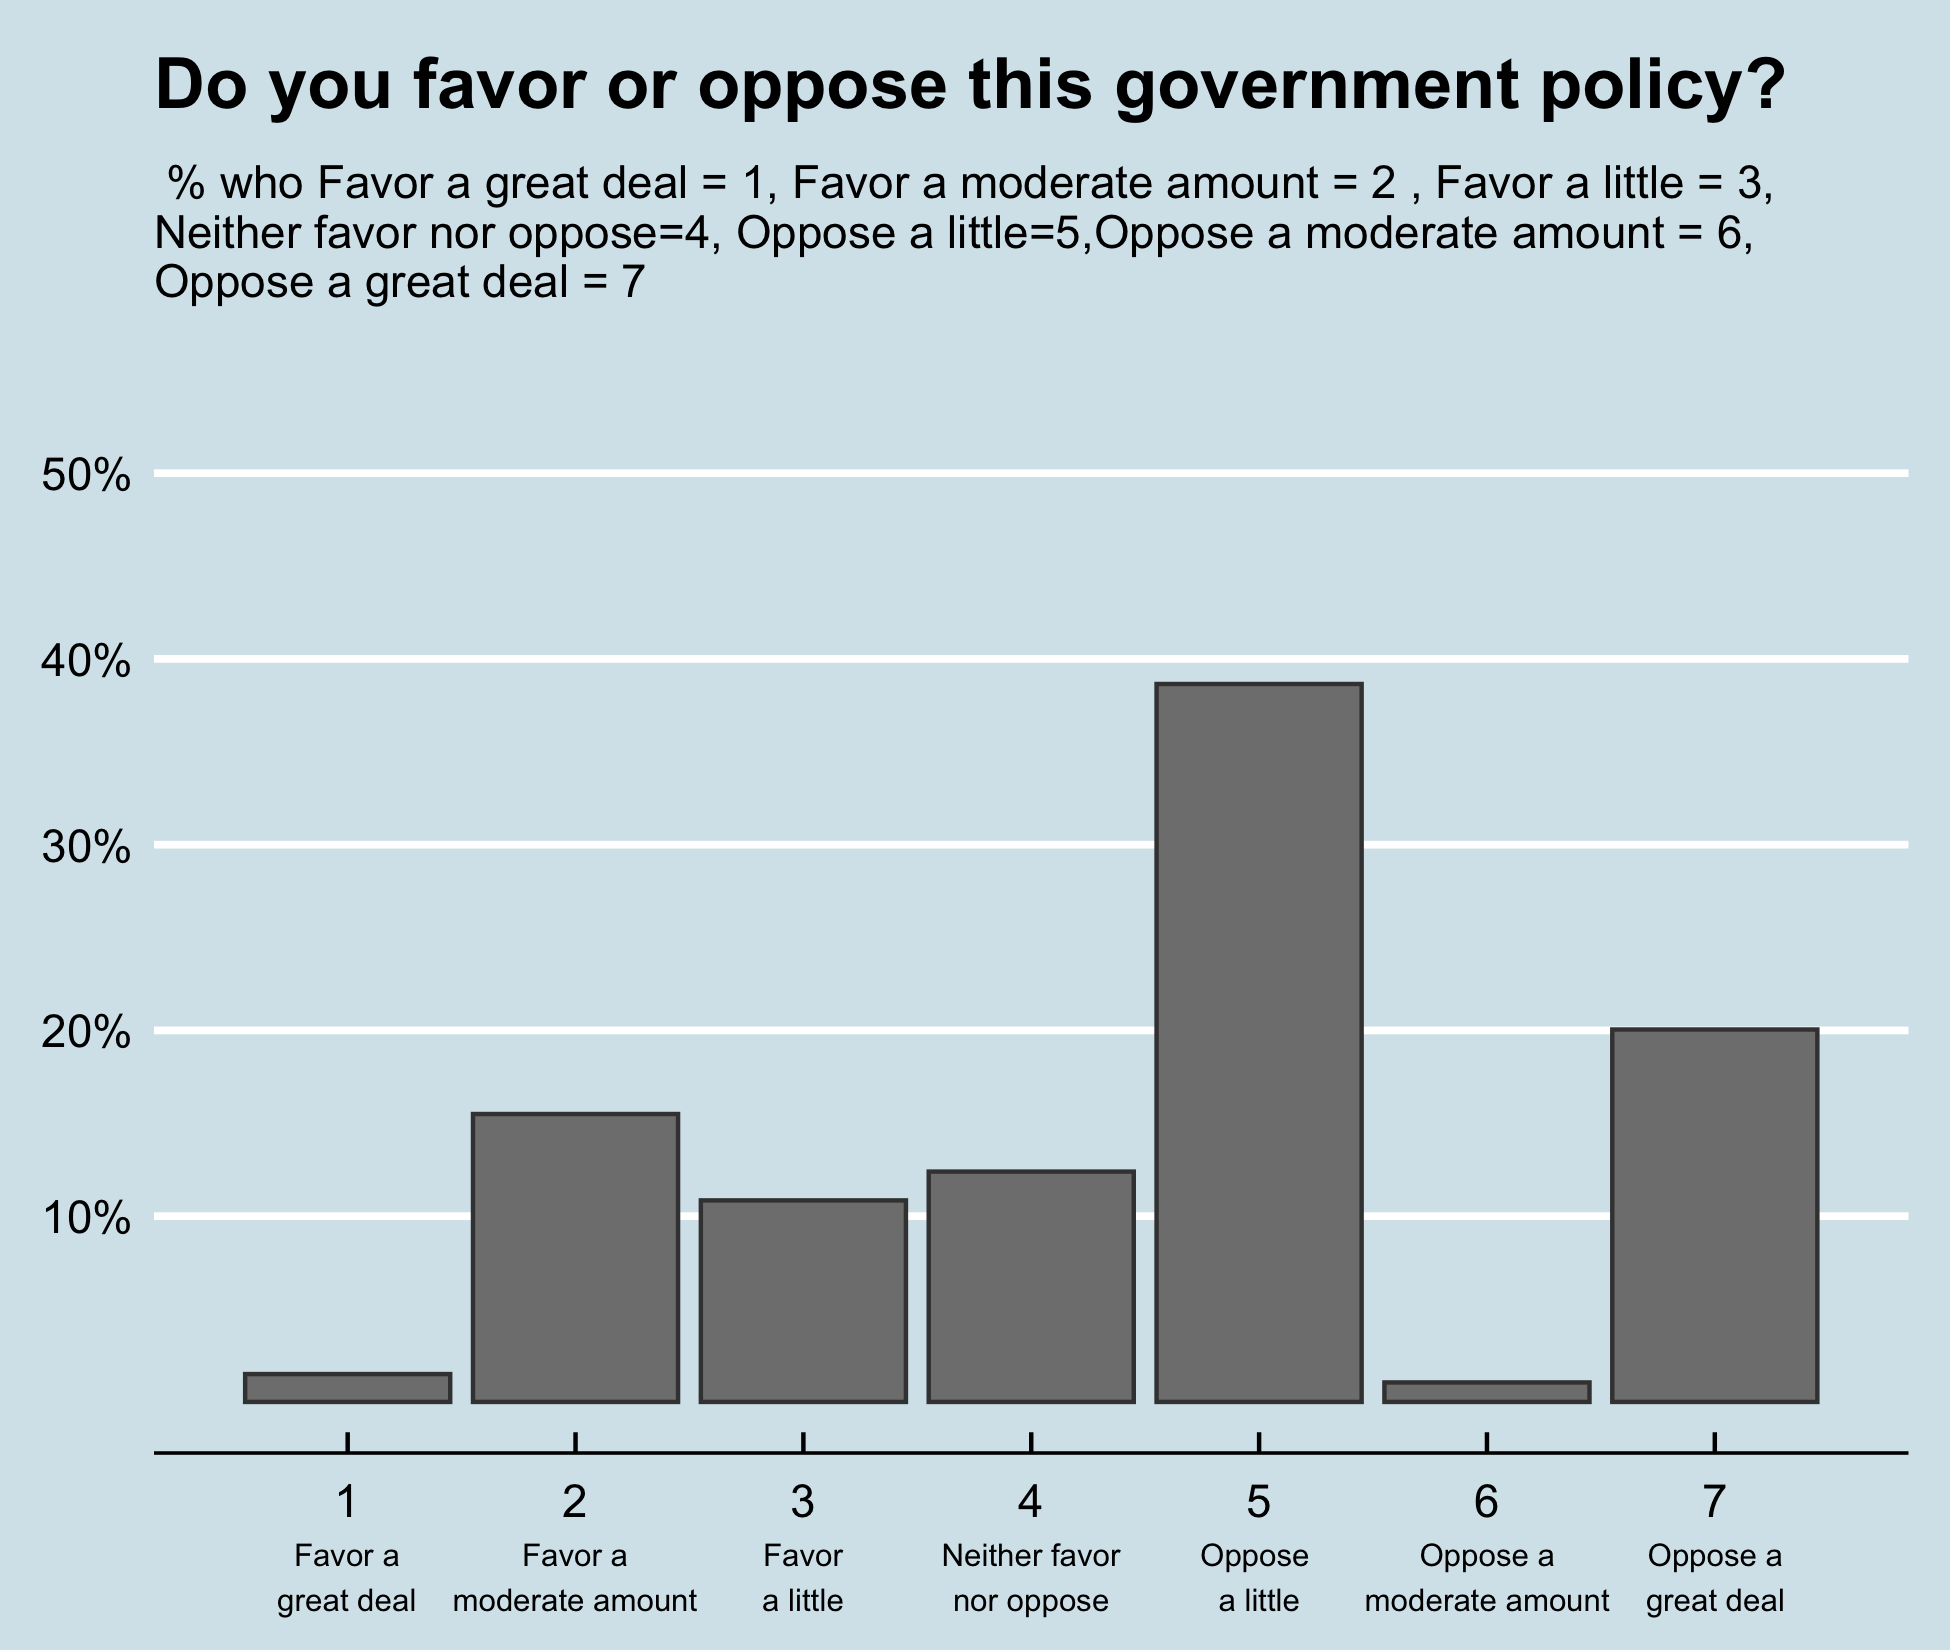 Do you favor or oppose this government policy?
% who Favor a great deal = 1, Favor a moderate amount = 2 , Favor a little = 3,
Neither favor nor oppose=4, Oppose a little=5,Oppose a moderate amount = 6,
Oppose a great deal = 7
50%
40%
30%
20%
10%
1 2 3 4 5 6 7
Favor a Favor a Favor Neither favor Oppose Oppose a Oppose a
great deal moderate amount a little nor oppose a little moderate amount great deal